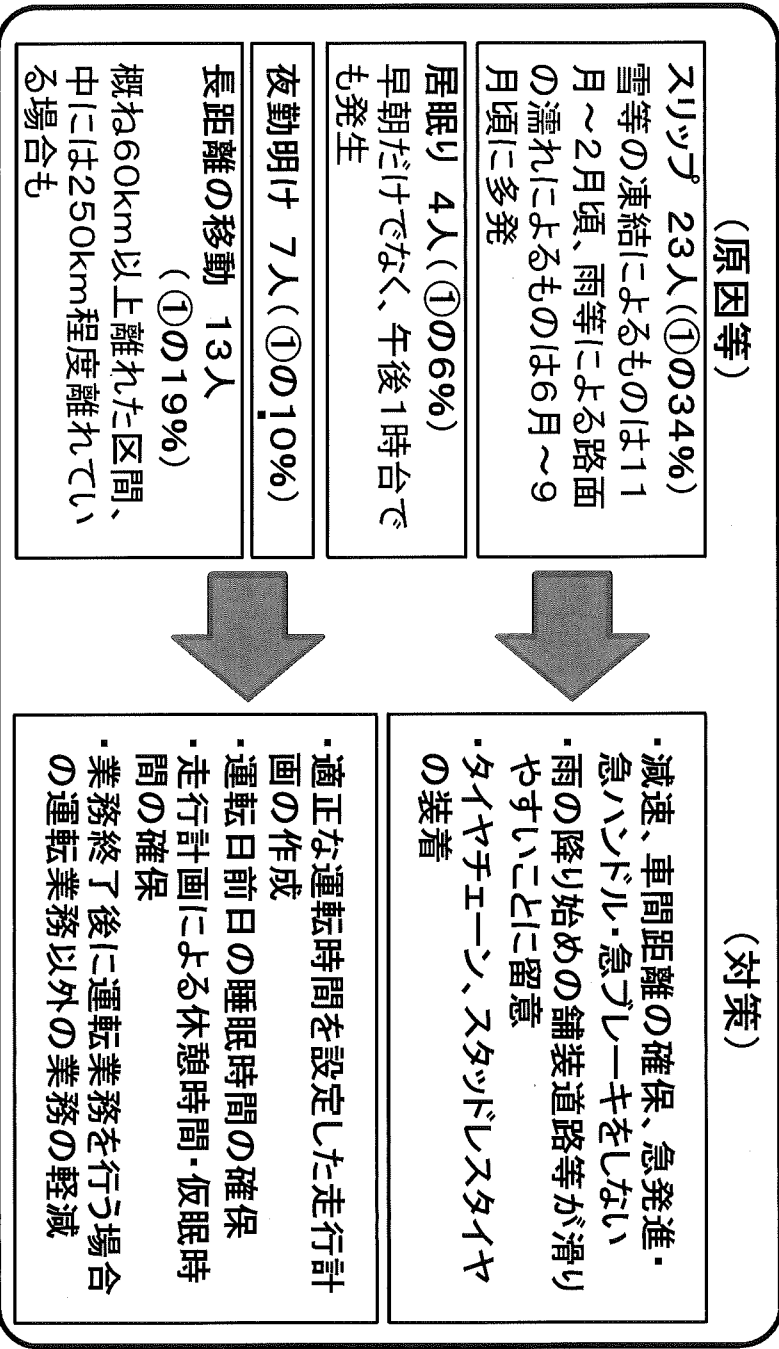 (原因等)
スリップ 23人(①の34%)
雪等の凍結によるものは11
月~2月頃、雨等による路面
の濡れによるものは6月~9
月頃に多発
居眠り 4人(①の6%)
早朝だけでなく、午後1時台で
も発生
夜勤明け 7人(①の10%)
長距離の移動 13人
(①の19%)
概ね60km以上離れた区間、
中には250km程度離れてい
る場合も
(対策)
・減速、車間距離の確保、急発進・
急ハンドル・急ブレーキをしない
・雨の降り始めの舗装道路等が滑り
やすいことに留意
・タイヤチェーン、スタッドレスタイヤ
の装着
・適正な運転時間を設定した走行計
画の作成
・運転日前日の睡眠時間の確保
・走行計画による休憩時間・仮眠時
間の確保
・業務終了後に運転業務を行う場合
の運転業務以外の業務の軽減